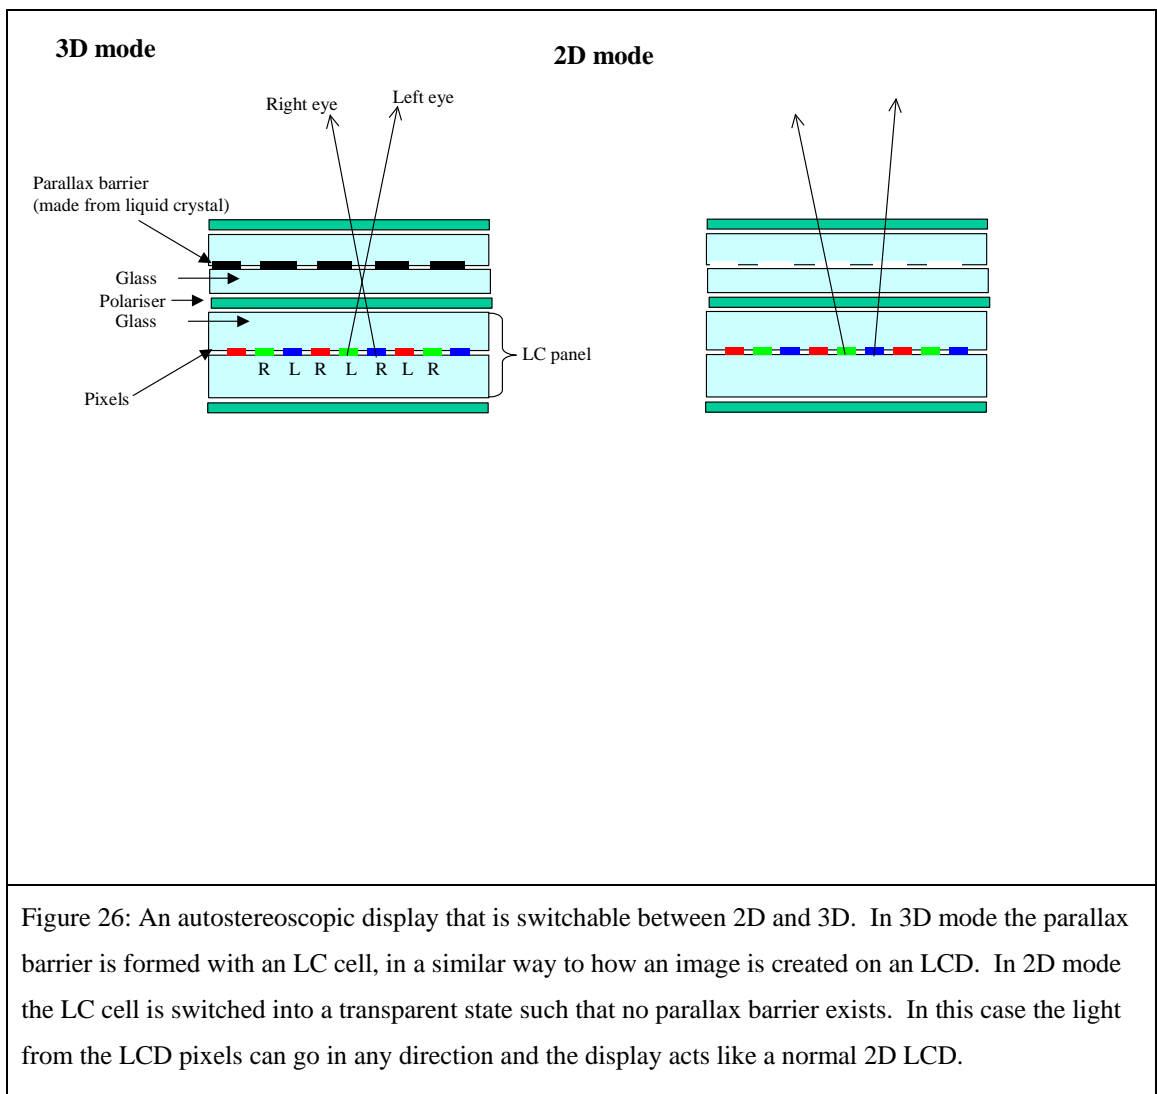 3D mode
2D mode
Right eye
Left eye
Parallax barrier
(made from liquid crystal)
Glass
Polariser
Glass
LC panel
R L R L R L R
Pixels
Figure 26: An autostereoscopic display that is switchable between 2D and 3D. In 3D mode the parallax
barrier is formed with an LC cell, in a similar way to how an image is created on an LCD. In 2D mode
the LC cell is switched into a transparent state such that no parallax barrier exists. In this case the light
from the LCD pixels can go in any direction and the display acts like a normal 2D LCD.